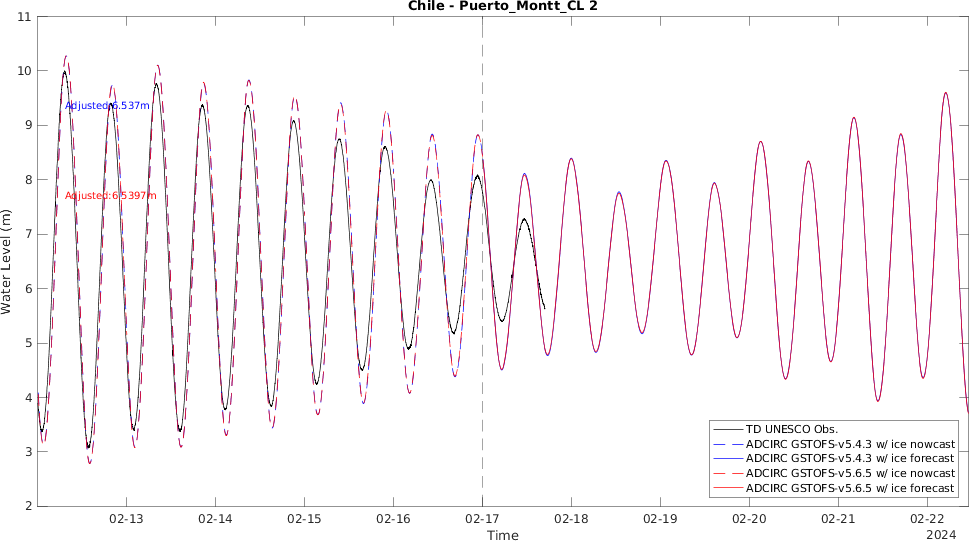 Chile - Puerto_Montt_CL 2
11
10
9
8
7
6
5
4
3
2
Water Level (m)
Adjusted:6.537m
Adjusted:6.5397m
TD UNESCO Obs.
ADCIRC GSTOFS-v5.4.3 w/ ice nowcast
ADCIRC GSTOFS-v5.4.3 w/ ice forecast
ADCIRC GSTOFS-v5.6.5 w/ ice nowcast
ADCIRC GSTOFS-v5.6.5 w/ ice forecast
02-13 02-14 02-15 02-16 02-17 02-18 02-19 02-20 02-21 02-22
2024
Time